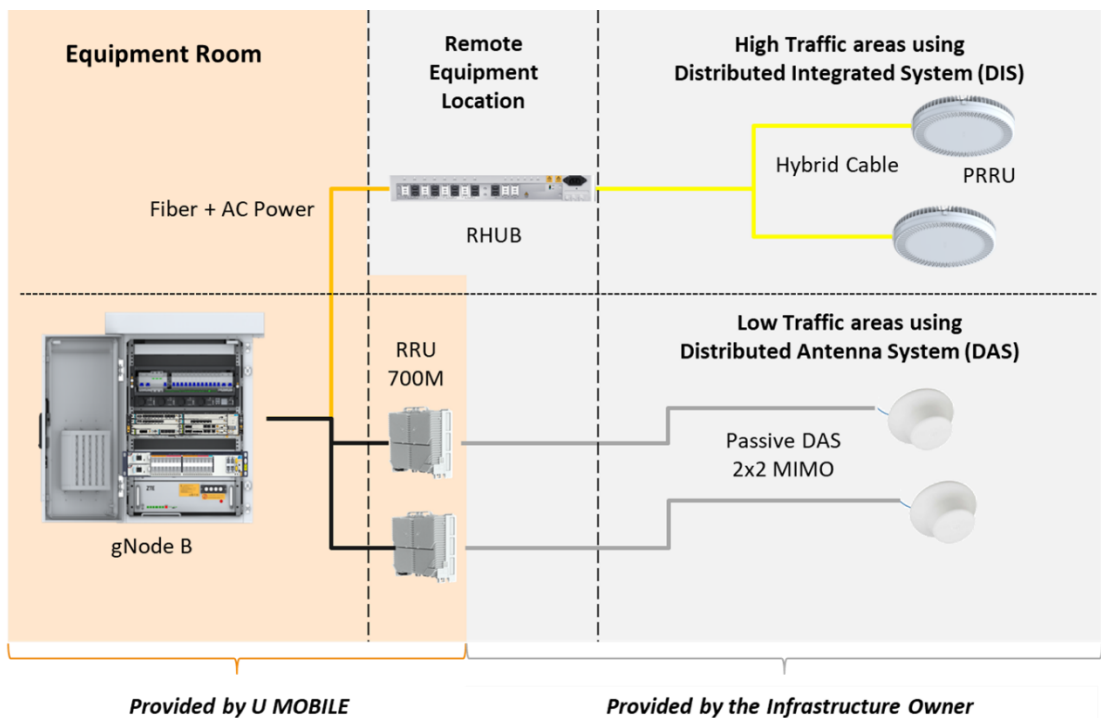 Equipment Room
Remote
Equipment
Location
High Traffic areas using
Distributed Integrated System (DIS)
Hybrid Cable
PRRU
Fiber + AC Power
RHUB
Low Traffic areas using
Distributed Antenna System (DAS)
RRU
700M
Passive DAS
2x2 MIMO
ZTE
gNode B
Provided by U MOBILE
Provided by the Infrastructure Owner